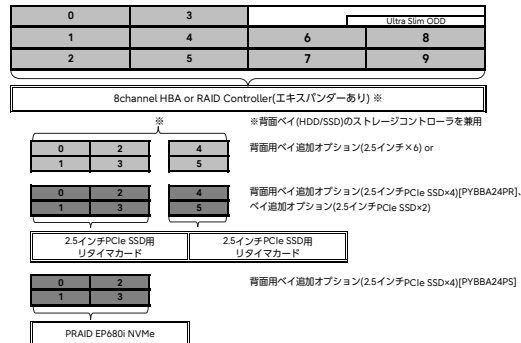 0 3
Ultra Slim ODD
1 4 6 8
2 5 7 9
8channel HBA or RAID Controller(エキスパンダーあり) ※
※ ※背面ベイ(HDD/SSD)のストレージコントローラを兼用
0 2 4 背面用ベイ追加オプション(2.5インチ×6) or
1 3 5
0 2 4 背面用ベイ追加オプション(2.5インチPCIe SSD×4)[PYBBA24PR]、
1 3 5 ベイ追加オプション(2.5インチPCIe SSD×2)
2.5インチPCIe SSD用 2.5インチPCIe SSD用
リタイマカード リタイマカード
0 2 背面用ベイ追加オプション(2.5インチPCIe SSD×4)[PYBBA24PS]
1 3
PRAID EP680i NVMe